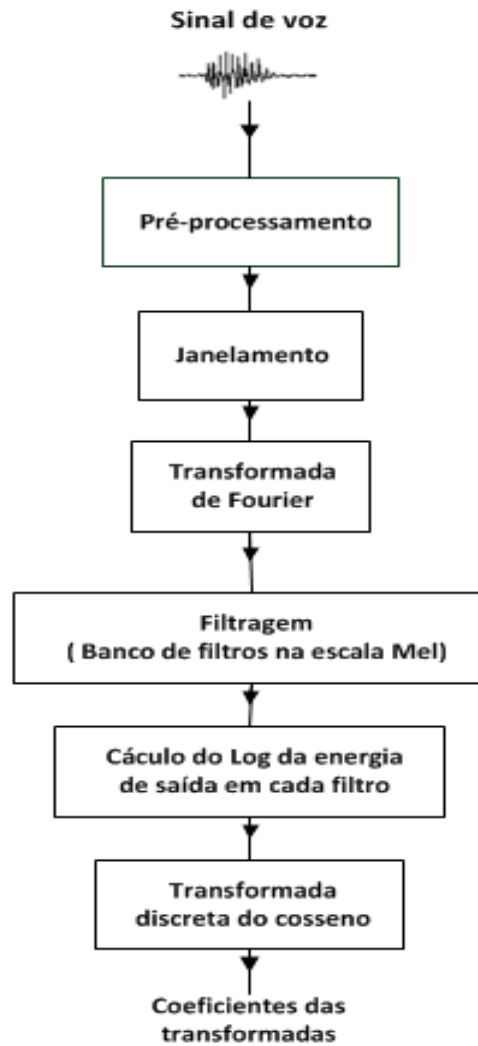 Sinal de voz
Pré-processamento
Janelamento
Transformada
de Fourier
Filtragem
( Banco de filtros na escala Mel)
Cáculo do Log da energia
de saída em cada filtro
Transformada
discreta do cosseno
Coeficientes das
transformadas